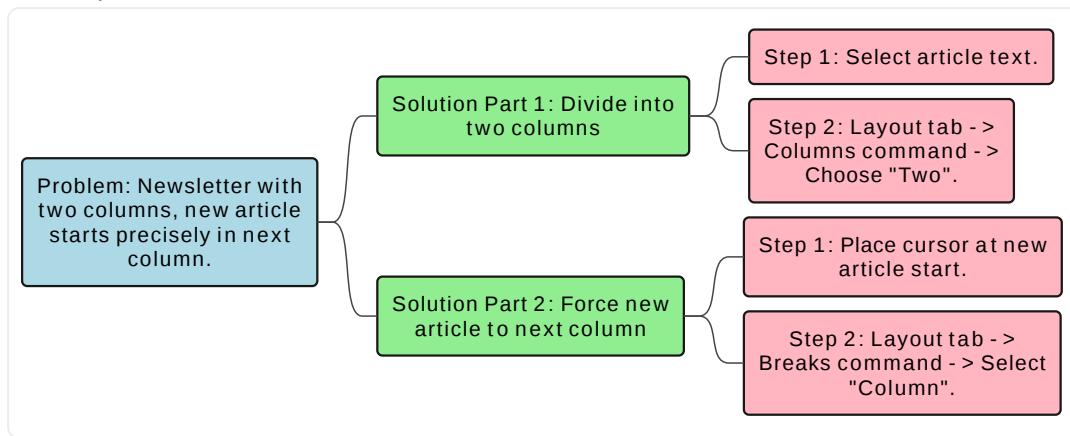 Problem: Newsletter with
two columns, new article
starts precisely in next
column.
Solution Part 1: Divide into
two columns
Step 1: Select article text.
Step 2: Layout tab - >
Columns command - >
Choose "Two".
Solution Part 2: Force new
article to next column
Step 1: Place cursor at new
article start.
Step 2: Layout tab - >
Breaks command - > Select
"Column".